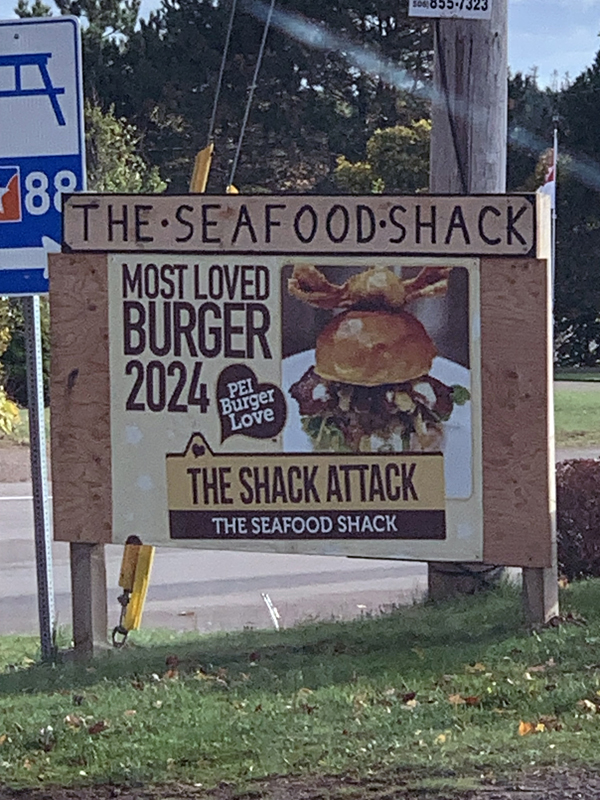 855-7323
88
THE·SEAFOOD·SHACK
MOST LOVED
BURGER
2024
PEI
Burger
Love
THE SHACK ATTACK
THE SEAFOOD SHACK